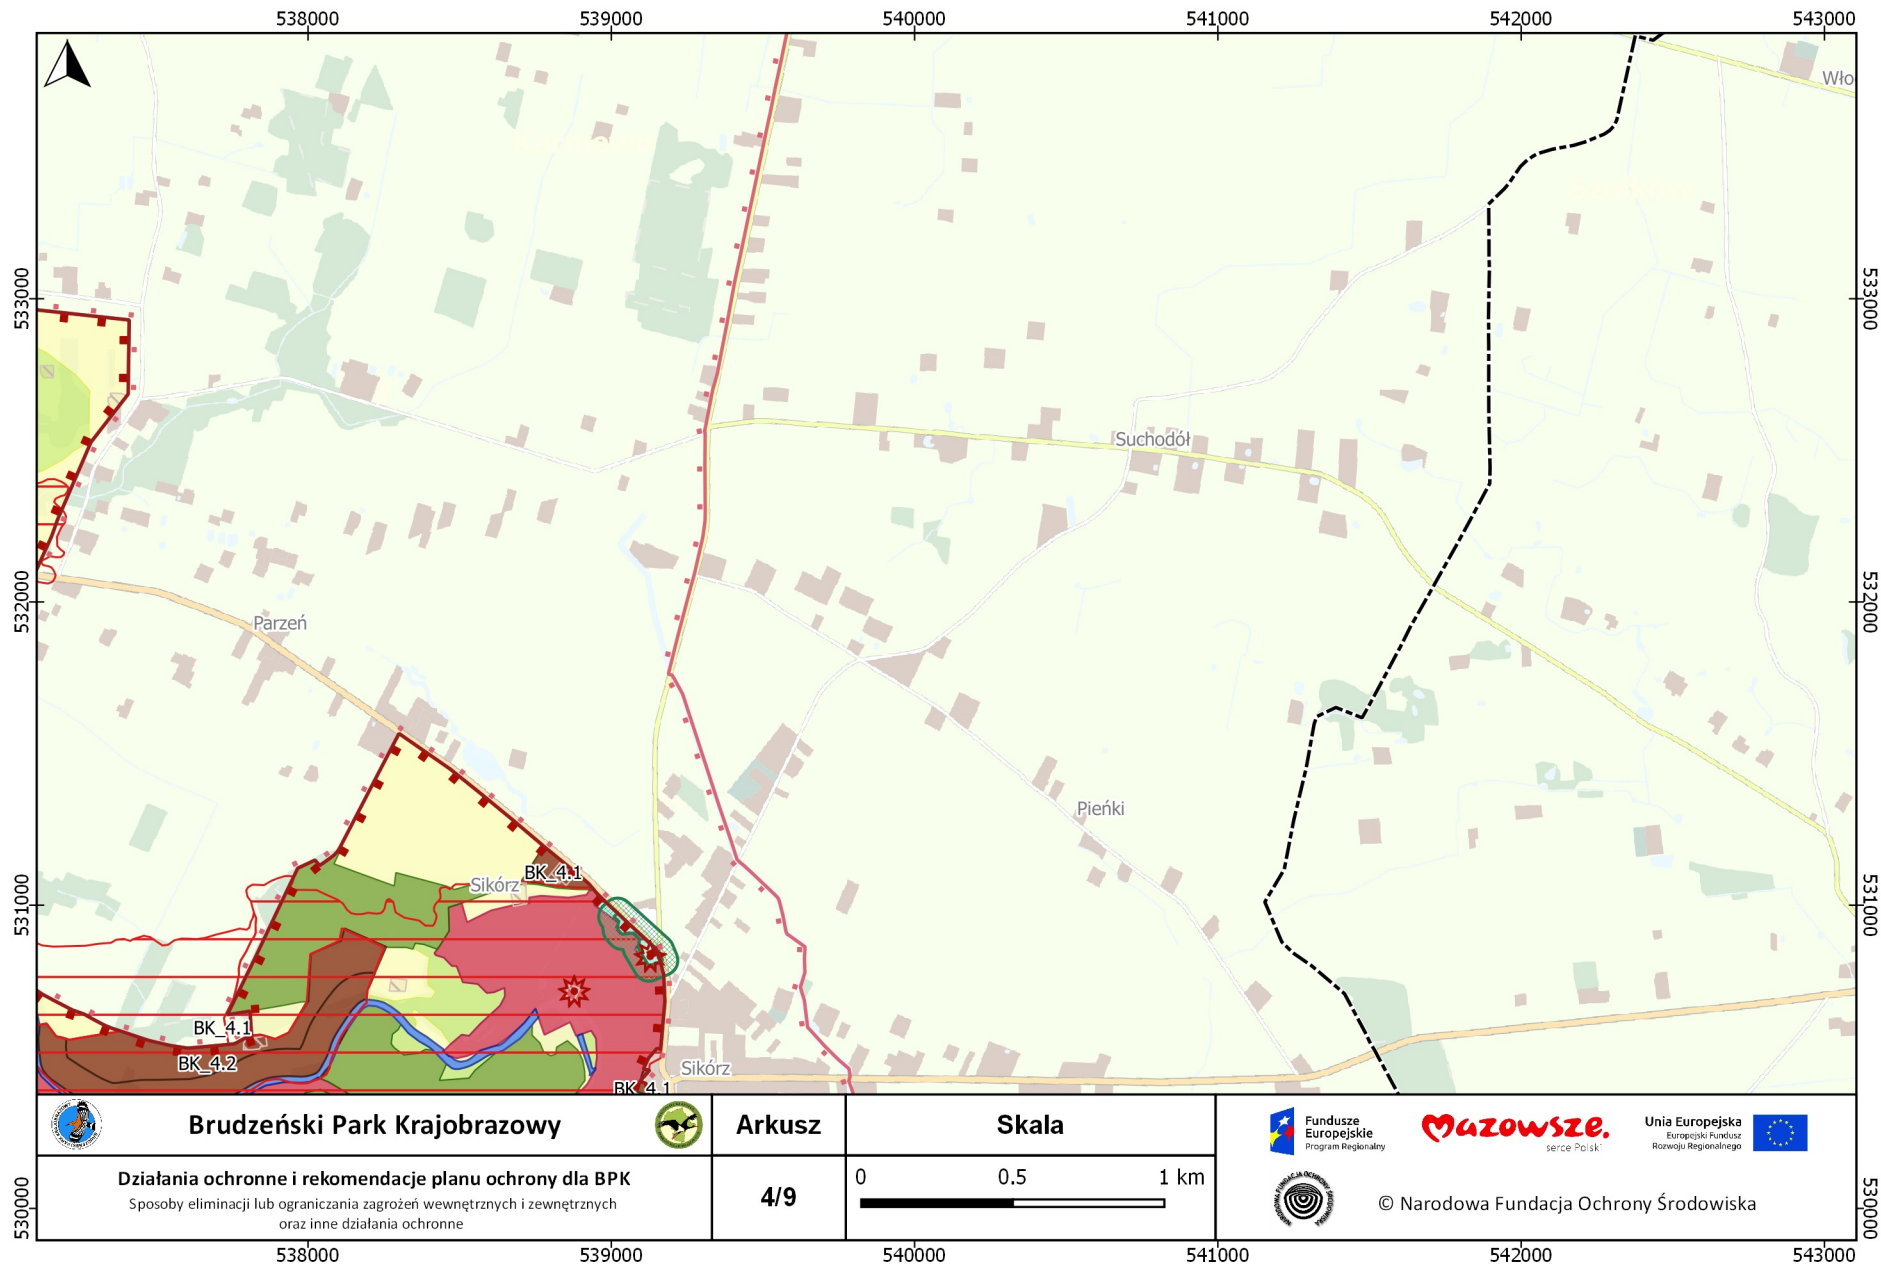 538000 539000 540000 541000 542000 543000
Wło
533000 533000
Suchodół
532000 532000
Parzeń
Pieńki
BK_4.1
Sikórz
531000 531000
BK_4.1
BK_4.2
Sikórz
BK_4.1
Brudzeński Park Krajobrazowy
Arkusz
Skala
Działania ochronne i rekomendacje planu ochrony dla BPK
Sposoby eliminacji lub ograniczania zagrożeń wewnętrznych i zewnętrznych
oraz inne działania ochronne
4/9
0 0.5 1 km
Fundusze
Europejskie
Program Regionalny
Mazowsze.
serce Polski
Unia Europejska
Europejski Fundusz
Rozwoju Regionalnego
NARODOWA FUNDACJA OCHRONY ŚRODOWISKA
© Narodowa Fundacja Ochrony Środowiska
530000 530000
538000 539000 540000 541000 542000 543000